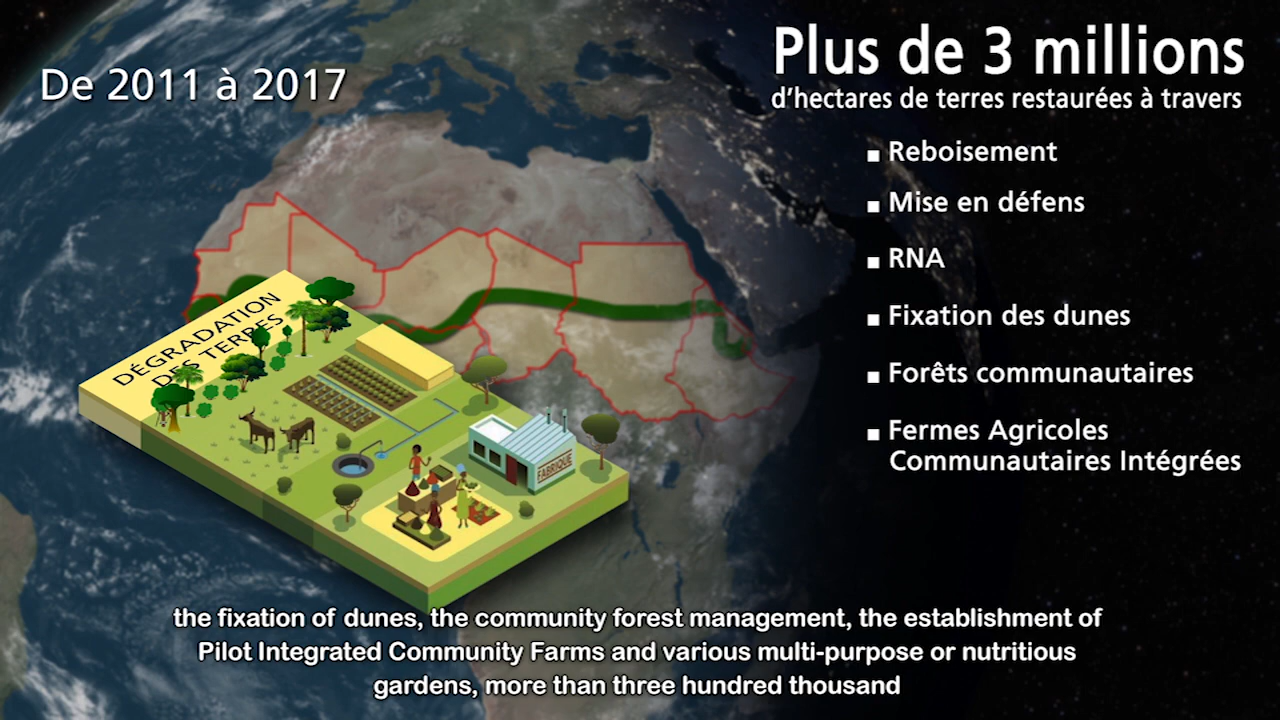 De 2011 à 2017
Plus de 3 millions
d'hectares de terres restaurées à travers
▪ Reboisement
▪ Mise en défens
▪ RNA
▪ Fixation des dunes
▪ Forêts communautaires
▪ Fermes Agricoles
Communautaires Intégrées
DÉGRADATION
DES TERRES
FABRIQUE
the fixation of dunes, the community forest management, the establishment of
Pilot Integrated Community Farms and various multi-purpose or nutritious
gardens, more than three hundred thousand